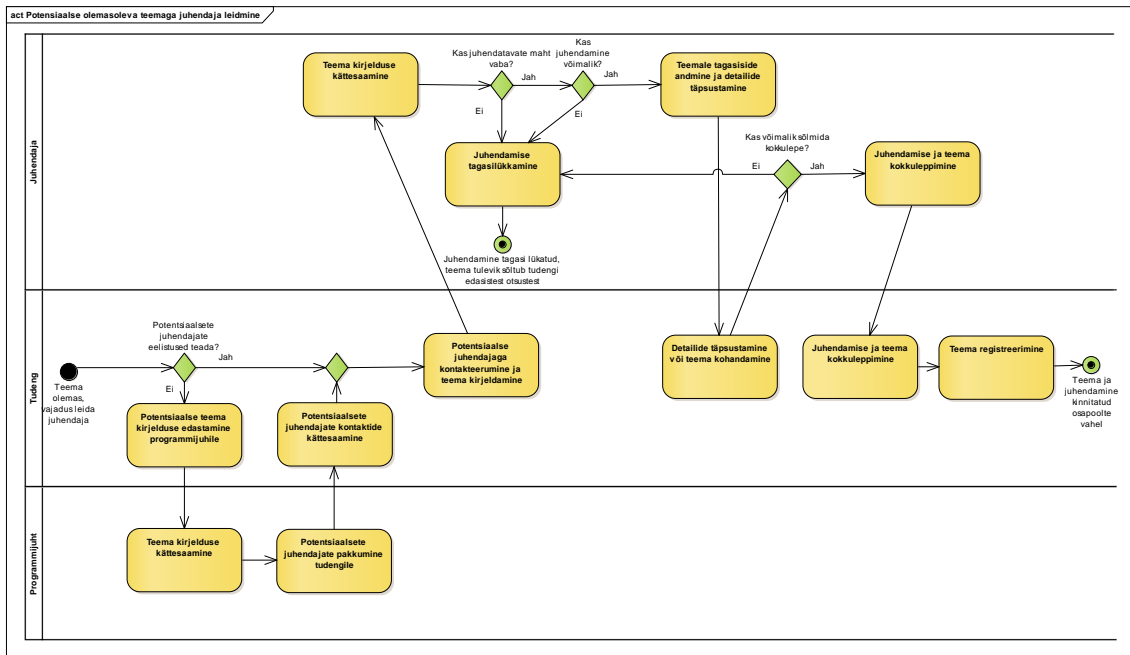 act Potensiaalse olemasoleva teemaga juhendaja leidmine
Juhendaja
Teema kirjelduse
kättesaamine
Kas juhendatavate maht
vaba?
Jah
Ei
Kas
juhendamine
võimalik?
Jah
Ei
Teemale tagasiside
andmine ja detailide
täpsustamine
Juhendamise
tagasilükkamine
Kas võimalik sõlmida
kokkulepe?
Ei
Jah
Juhendamise ja teema
kokkuleppimine
Juhendamine tagasi lükatud,
teema tulevik sõltub tudengi
edasistest otsustest
Tudeng
Teema
olemas,
vajadus leida
juhendaja
Potentsiaalsete
juhendajate
eelistused teada?
Jah
Ei
Potentsiaalse
juhendajaga
kontakteerumine ja
teema kirjeldamine
Detailide täpsustamine
või teema kohandamine
Juhendamise ja teema
kokkuleppimine
Teema registreerimine
Teema ja
juhendamine
kinnitatud
osapoolte
vahel
Potentsiaalse teema
kirjelduse edastamine
programmijuhile
Potentsiaalsete
juhendajate kontaktide
kättesaamine
Programmijuht
Teema kirjelduse
kättesaamine
Potentsiaalsete
juhendajate pakkumine
tudengile